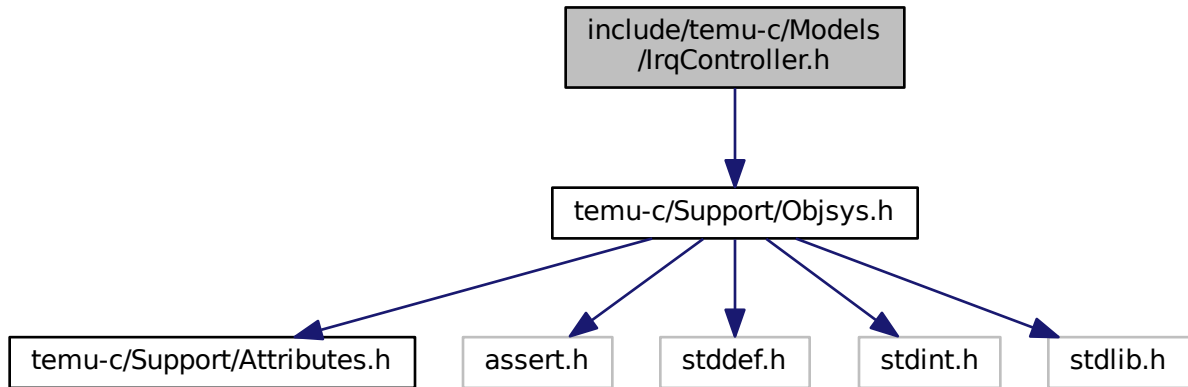 include/temu-c/Models
/IrqController.h
temu-c/Support/Objsys.h
temu-c/Support/Attributes.h
assert.h
stddef.h
stdint.h
stdlib.h